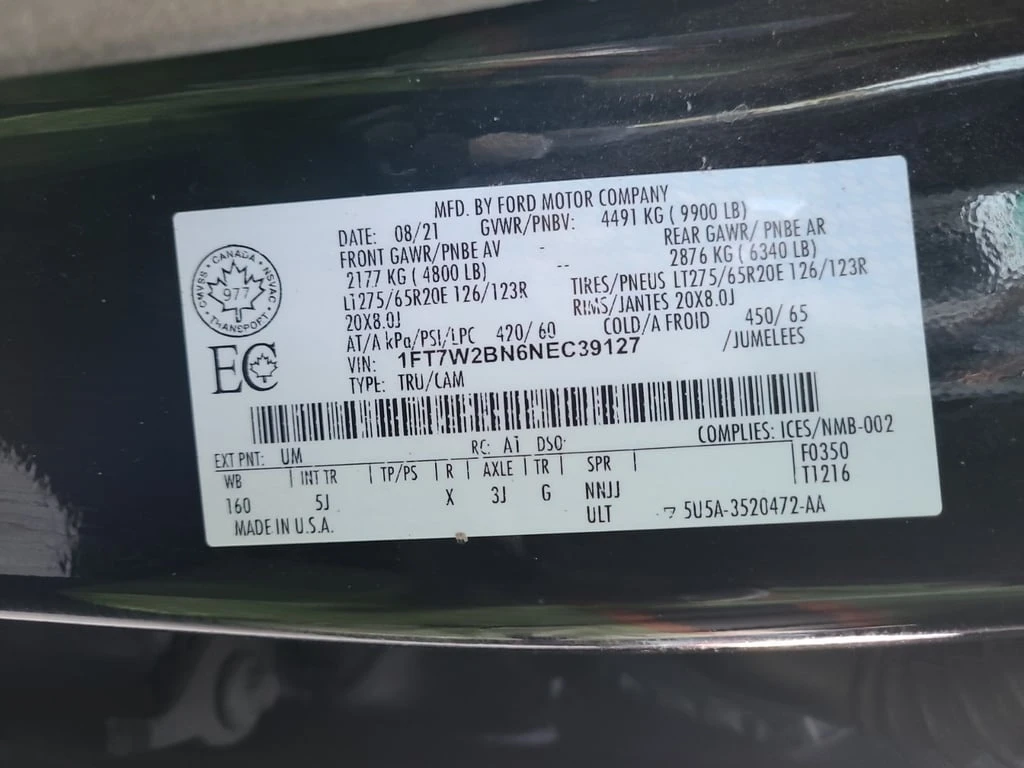 MFD. BY FORD MOTOR COMPANY
DATE: 08/21 GVWR/PNBV: 4491 KG ( 9900 LB)
FRONT GAWR/PNBE AV - REAR GAWR/ PNBE AR
2177 KG ( 4800 LB) -- 2876 KG ( 6340 LB)
LT275/65R20E 126/123R TIRES/PNEUS LT275/65R20E 126/123R
20X8.0J RIMS/JANTES 20X8.0J
AT/A kPa/PSI/LPC 420/ 60 COLD/A FROID 450/ 65
VIN: 1FT7W2BN6NEC39127 /JUMELEES
TYPE: TRU/CAM
CANADA
CMVSS NSVAC
977
TRANSPORT
EC
EXT PNT: UM RC: Ai DSO: COMPLIES: ICES/NMB-002
WB INT TR TP/PS R AXLE TR SPR F0350
160 5J X 3J G NNJJ T1216
MADE IN U.S.A. ULT 5U5A-3520472-AA